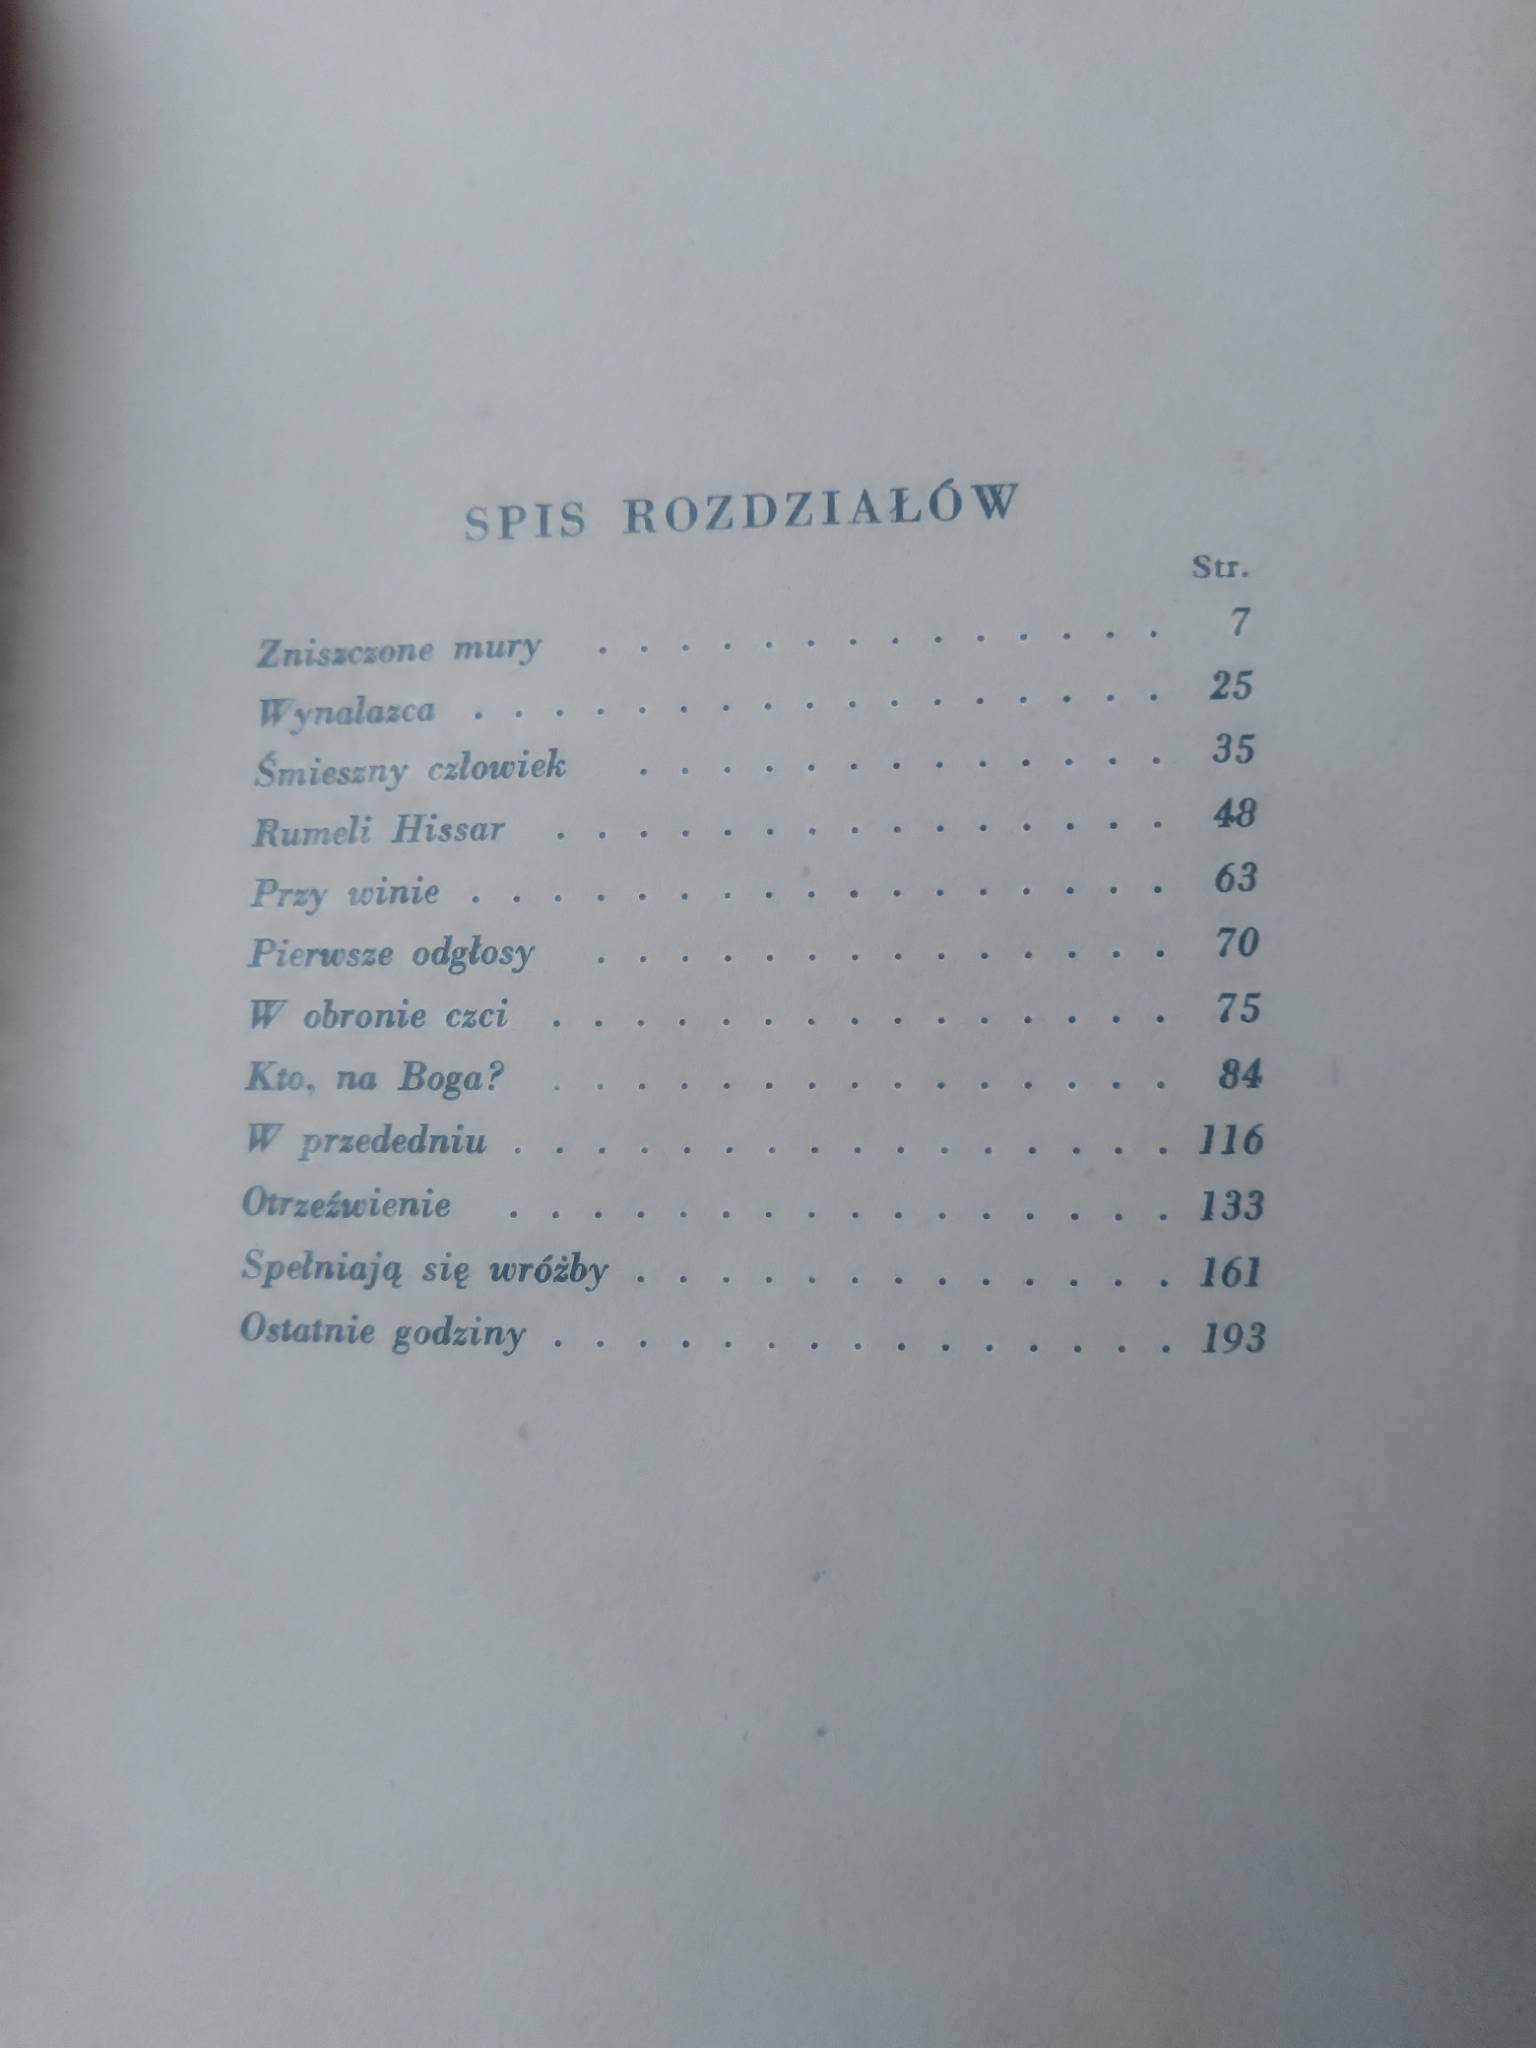 SPIS ROZDZIAŁÓW
Str.
Zniszczone mury . . . . . . . . . . . . . . 7
Wynalazca . . . . . . . . . . . . . . . . . 25
Śmieszny człowiek . . . . . . . . . . . . . 35
Rumeli Hissar . . . . . . . . . . . . . . . 48
Przy winie . . . . . . . . . . . . . . . . . 63
Pierwsze odgłosy . . . . . . . . . . . . . . 70
W obronie czci . . . . . . . . . . . . . . . 75
Kto, na Boga? . . . . . . . . . . . . . . . 84
W przededniu . . . . . . . . . . . . . . . . 116
Otrzeźwienie . . . . . . . . . . . . . . . . 133
Spełniają się wróżby . . . . . . . . . . . . . 161
Ostatnie godziny . . . . . . . . . . . . . . . 193